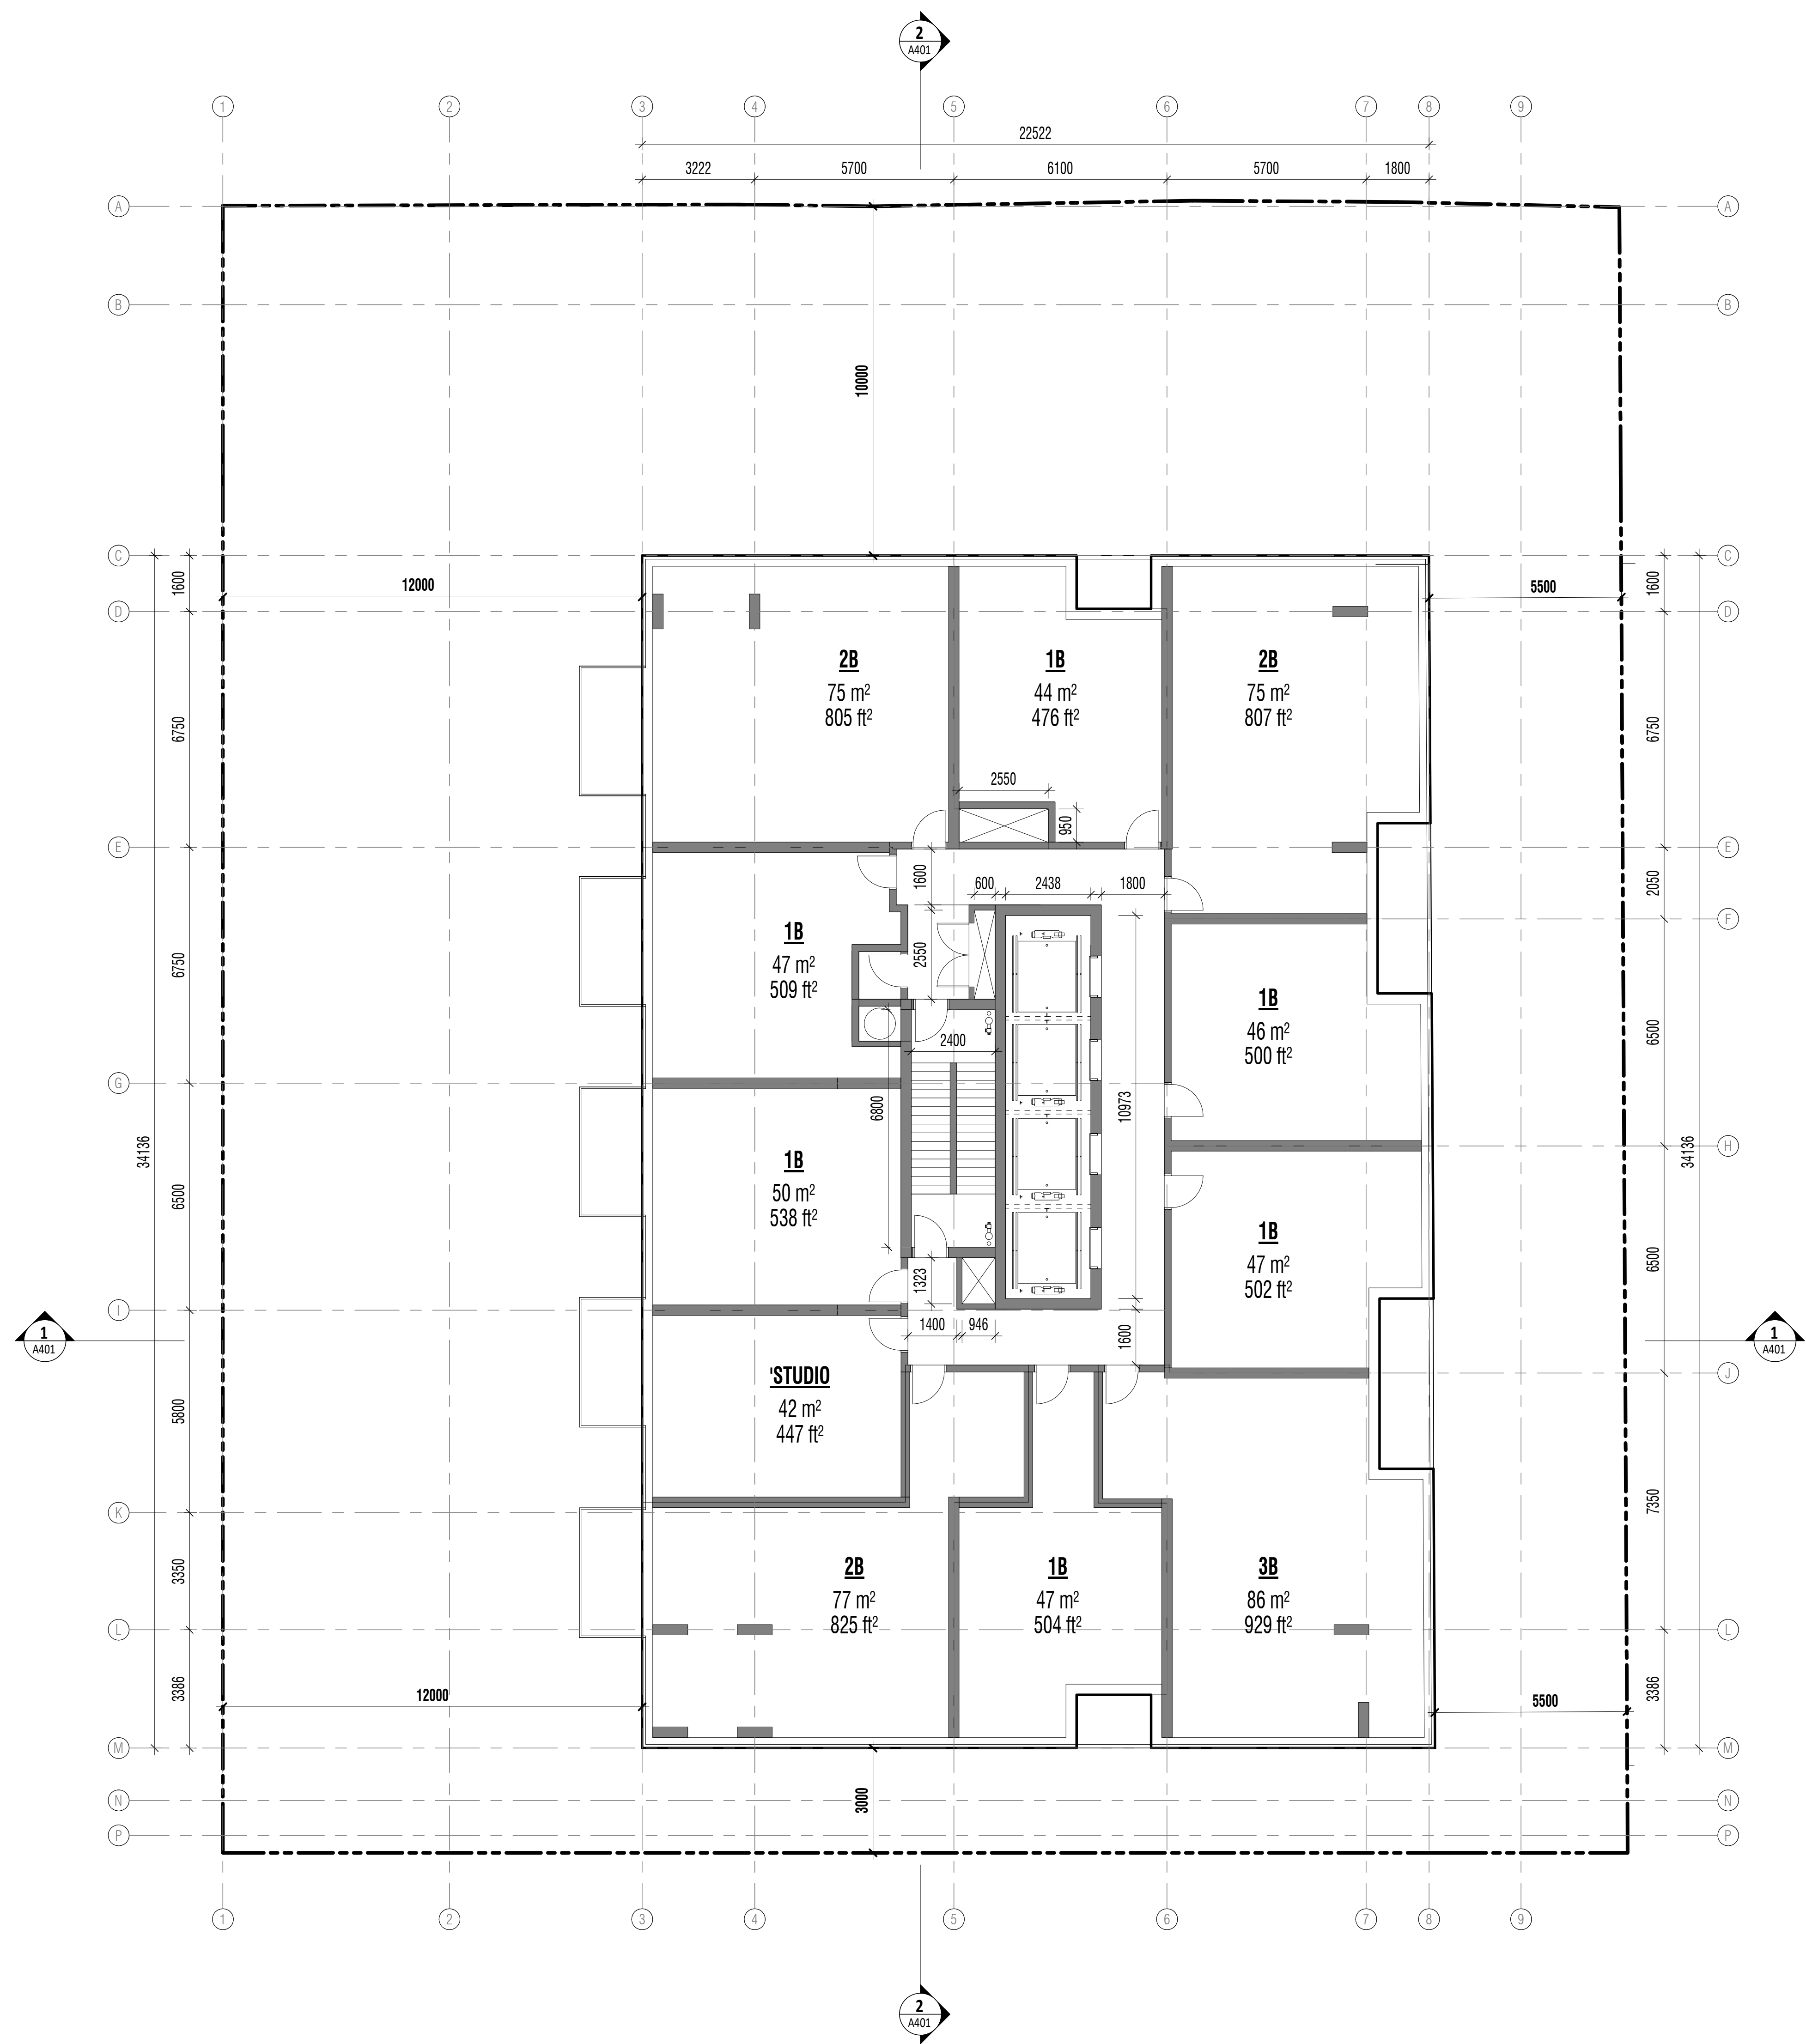 2
A401
1
2
3
4
5
6
7
8
9
22522
3222
5700
6100
5700
1800
A
A
B
B
10000
C
C
1600
12000
5500
1600
D
D
2B
75 m²
805 ft²
1B
44 m²
476 ft²
2B
75 m²
807 ft²
6750
6750
2550
950
E
E
1600
600
2438
1800
2050
F
F
1B
47 m²
509 ft²
2550
6750
1B
46 m²
500 ft²
6500
2400
G
G
6800
10973
34136
34136
H
H
1B
50 m²
538 ft²
6500
1B
47 m²
502 ft²
6500
1323
I
1400
946
1600
1
A401
1
A401
J
'STUDIO
42 m²
447 ft²
5800
K
7350
2B
77 m²
825 ft²
1B
47 m²
504 ft²
3B
86 m²
929 ft²
3350
L
L
3386
3386
12000
5500
M
M
3000
N
N
P
P
1
2
3
4
5
6
7
8
9
2
A401